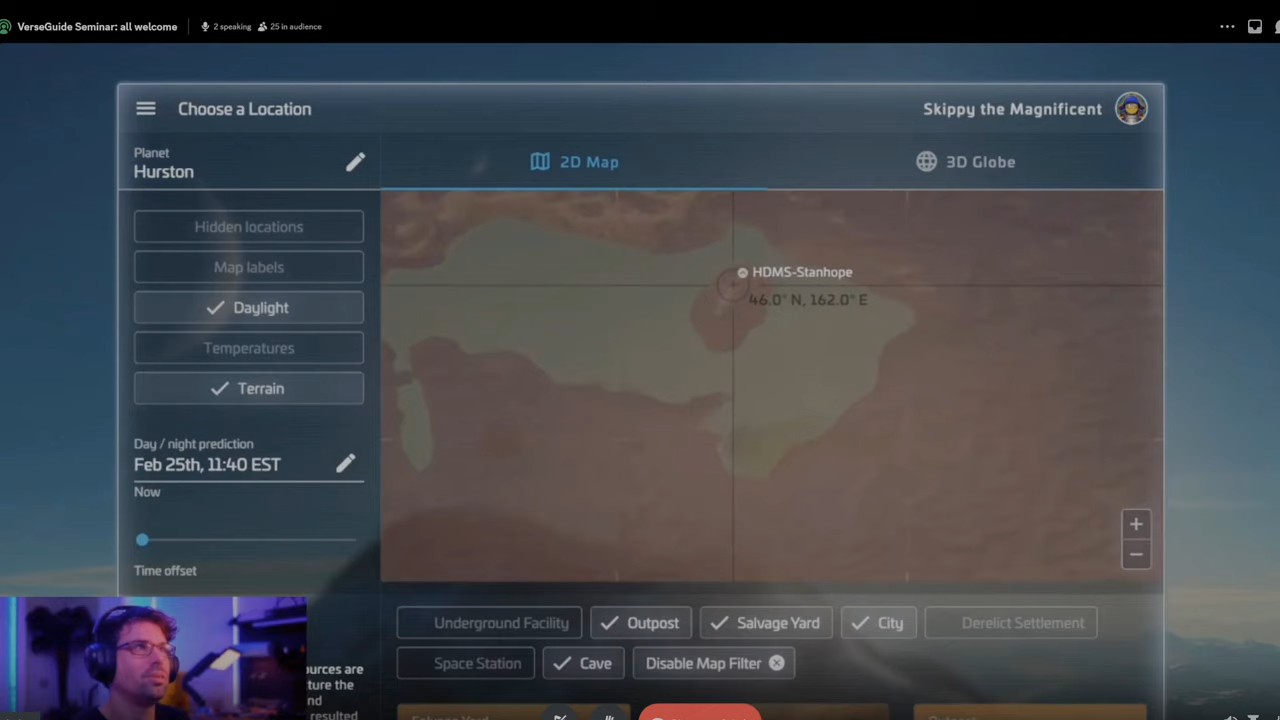 VerseGuide Seminar: all welcome
2 speaking
25 in audience
Choose a Location
Skippy the Magnificent
Planet
Hurston
2D Map
3D Globe
Hidden locations
Map labels
Daylight
Temperatures
Terrain
HDMS-Stanhope
46.0° N, 162.0° E
Day / night prediction
Feb 25th, 11:40 EST
Now
Time offset
+
−
Underground Facility
Outpost
Salvage Yard
City
Derelict Settlement
Space Station
Cave
Disable Map Filter
ources are
ture the
nd
resulted
Salvage Yard
Outpost